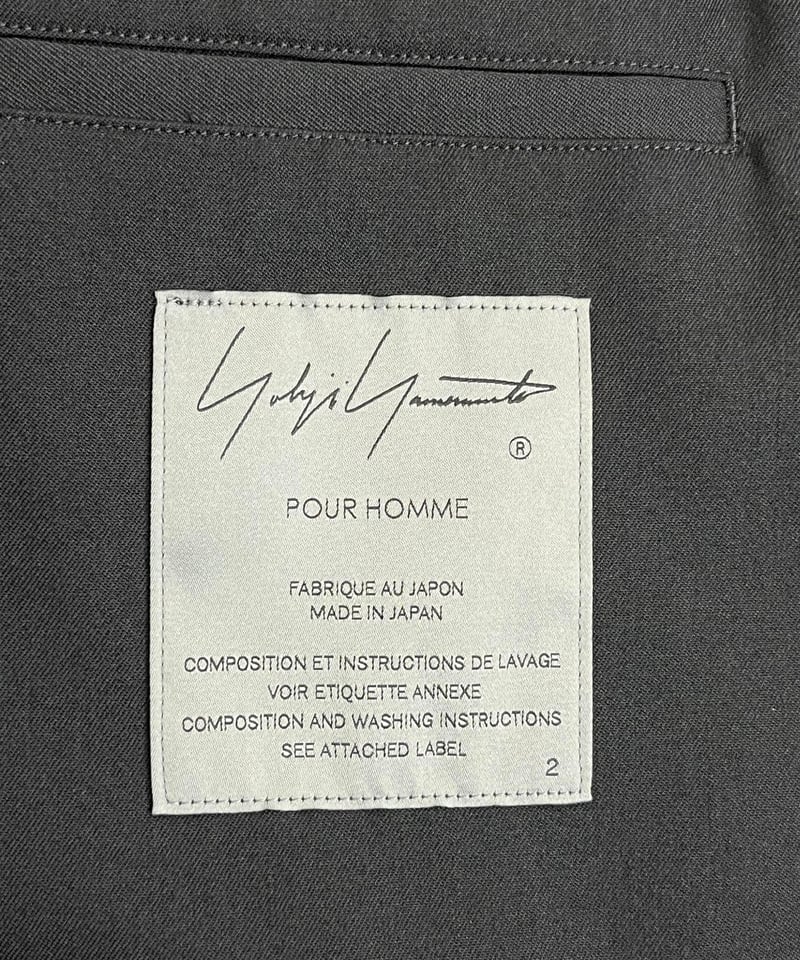 Yohji Yamamoto
®
POUR HOMME
FABRIQUE AU JAPON
MADE IN JAPAN
COMPOSITION ET INSTRUCTIONS DE LAVAGE
VOIR ETIQUETTE ANNEXE
COMPOSITION AND WASHING INSTRUCTIONS
SEE ATTACHED LABEL
2